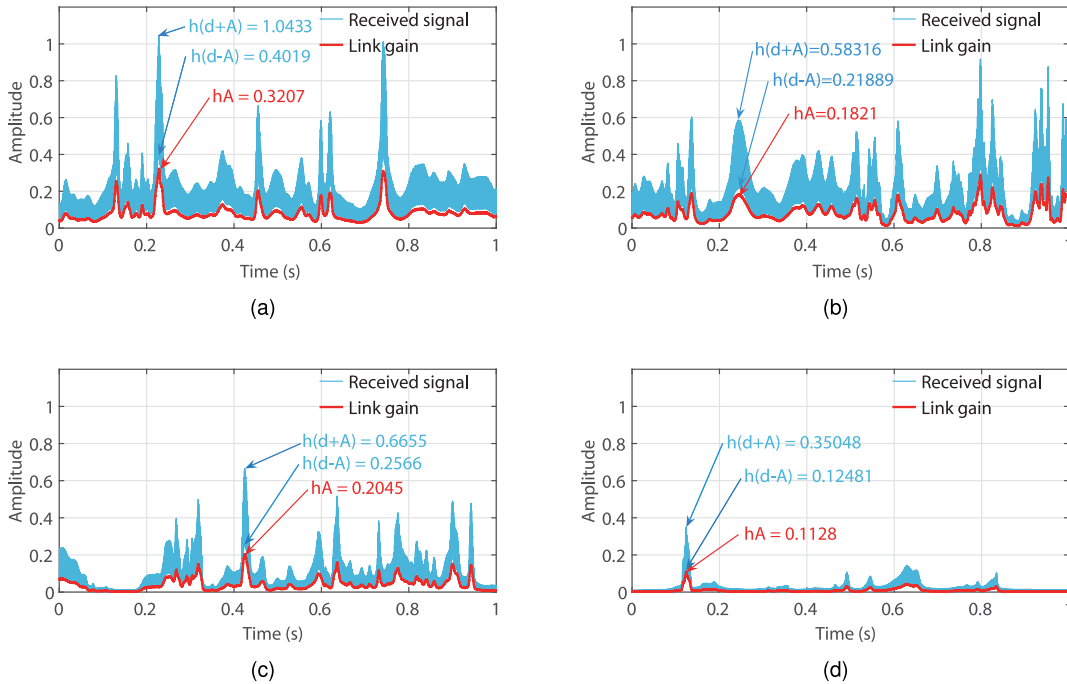 Received signal
Link gain
h(d+A) = 1.0433
h(d-A) = 0.4019
hA = 0.3207
Amplitude
1
0.8
0.6
0.4
0.2
0
0 0.2 0.4 0.6 0.8 1
Time (s)
(a)
Received signal
Link gain
h(d+A)=0.58316
h(d-A)=0.21889
hA=0.1821
Amplitude
1
0.8
0.6
0.4
0.2
0
0 0.2 0.4 0.6 0.8 1
Time (s)
(b)
Received signal
Link gain
h(d+A) = 0.6655
h(d-A) = 0.2566
hA = 0.2045
Amplitude
1
0.8
0.6
0.4
0.2
0
0 0.2 0.4 0.6 0.8 1
Time (s)
(c)
Received signal
Link gain
h(d+A) = 0.35048
h(d-A) = 0.12481
hA = 0.1128
Amplitude
1
0.8
0.6
0.4
0.2
0
0 0.2 0.4 0.6 0.8 1
Time (s)
(d)